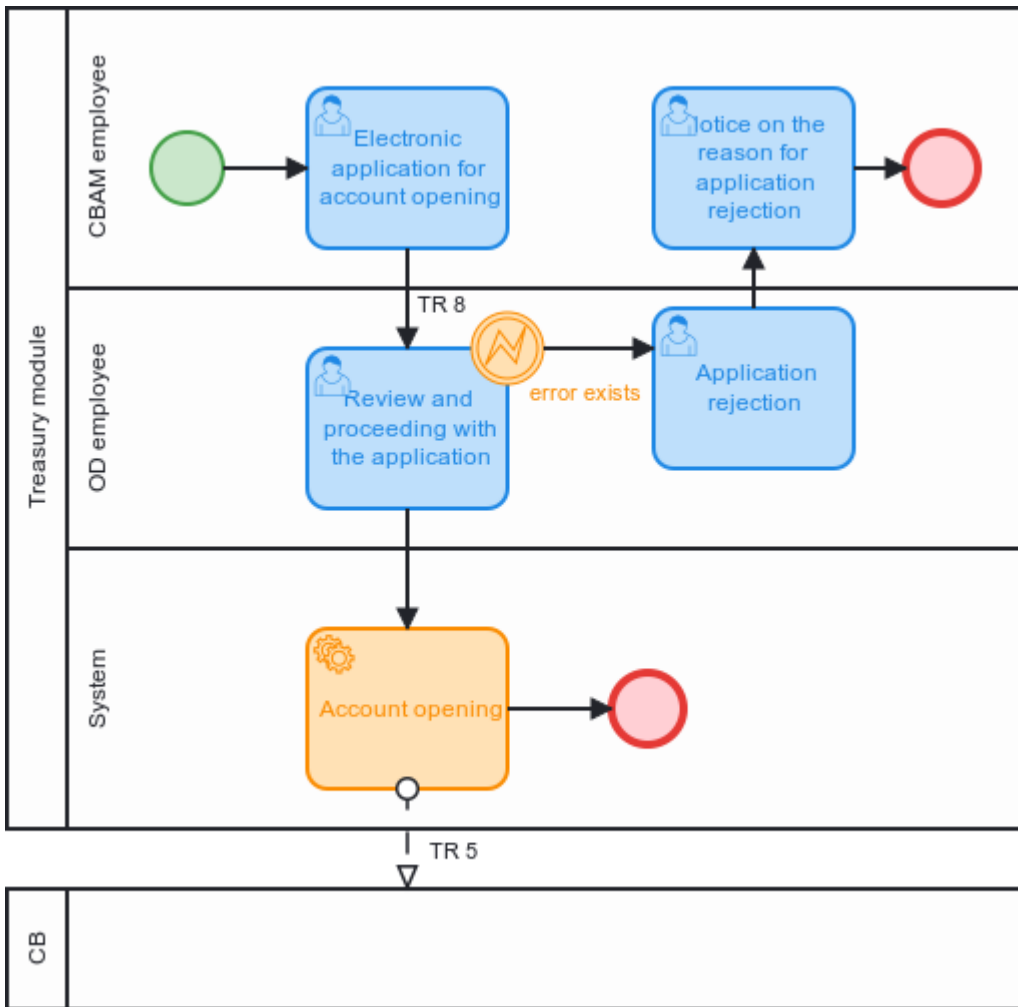 Treasury module
CBAM employee
Electronic
application for
account opening
otice on the
reason for
application
rejection
TR 8
OD employee
Review and
proceeding with
the application
error exists
Application
rejection
System
Account opening
TR 5
CB